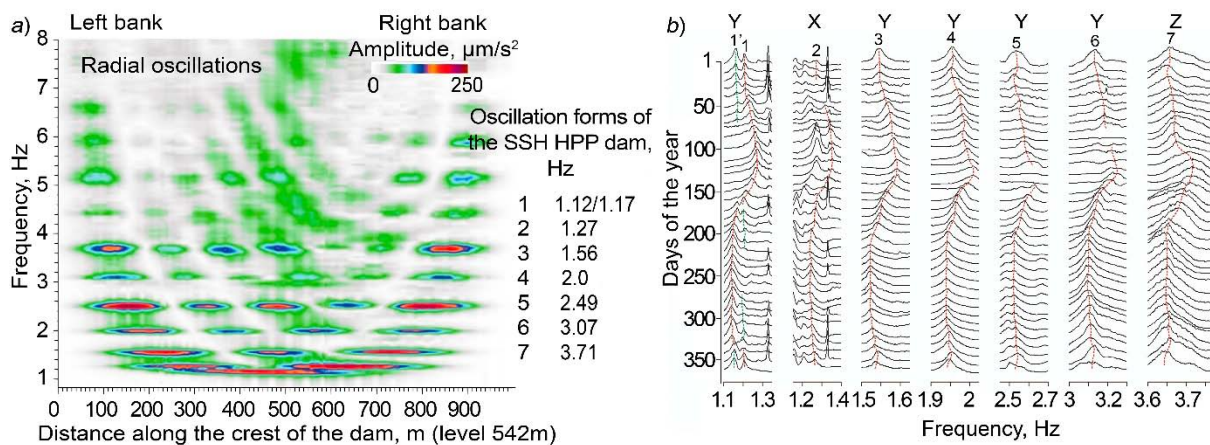 a)
Left bank
Right bank
Amplitude, µm/s²
0 250
Radial oscillations
Oscillation forms of
the SSH HPP dam,
Hz
1 1.12/1.17
2 1.27
3 1.56
4 2.0
5 2.49
6 3.07
7 3.71
Frequency, Hz
8
7
6
5
4
3
2
1
0 100 200 300 400 500 600 700 800 900
Distance along the crest of the dam, m (level 542m)
b)
Y X Y Y Y Y Z
1' 1 2 3 4 5 6 7
Days of the year
1
50
100
150
200
250
300
350
1.1 1.3 1.2 1.4 1.5 1.6 1.9 2 2.5 2.7 3 3.2 3.6 3.7
Frequency, Hz